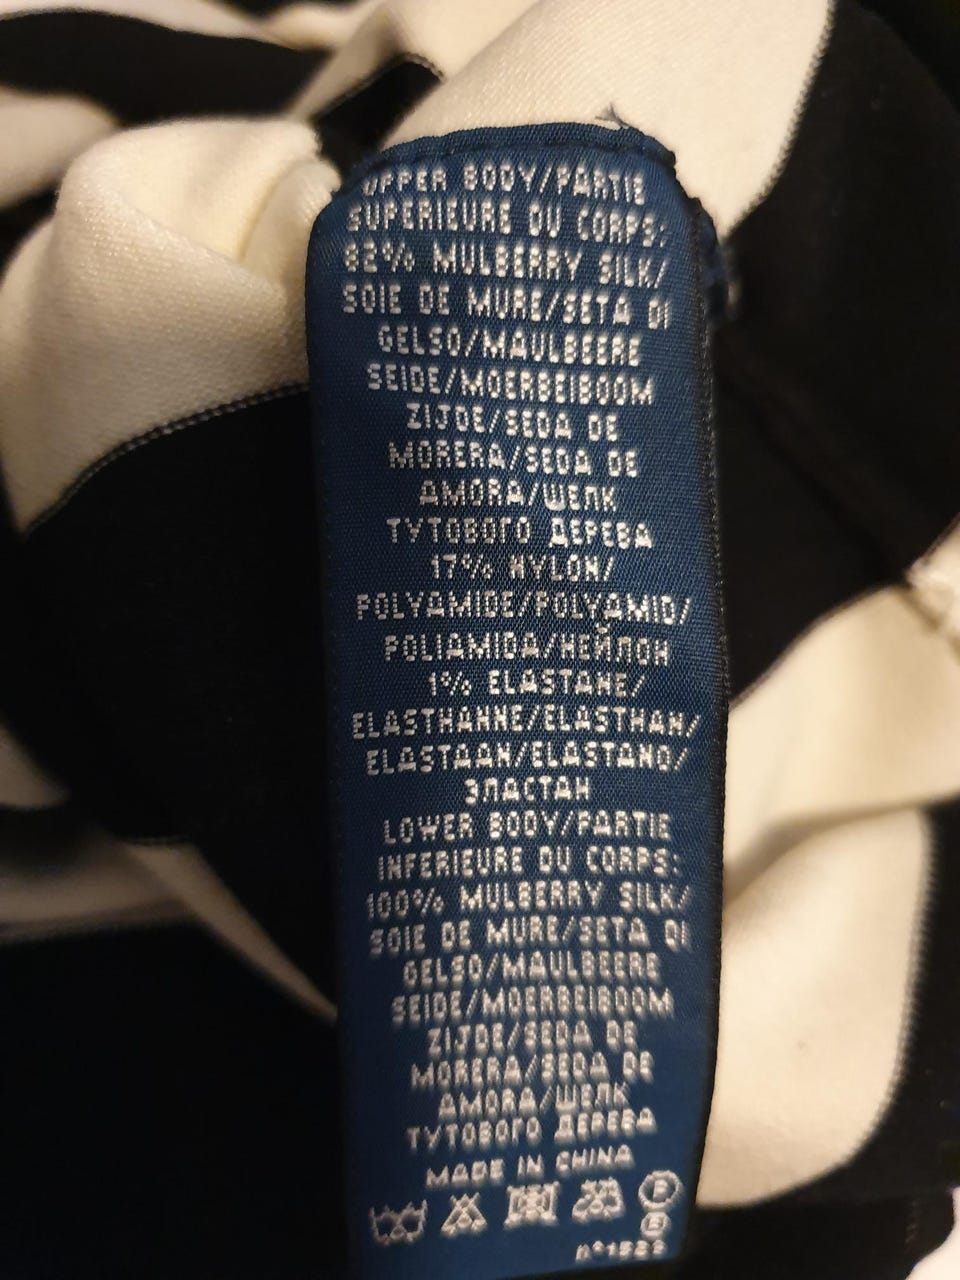 UPPER BODY/PARTIE
SUPERIEURE DU CORPS:
82% MULBERRY SILK/
SOIE DE MURE/SETA DI
GELSO/MAULBEERE
SEIDE/MOERBEIBOOM
ZIJDE/SEDA DE
MORERA/SEDA DE
AMORA/ШЕЛК
ТУТОВОГО ДЕРЕВА
17% NYLON/
POLYAMIDE/POLYAMID/
POLIAMIDA/НЕЙЛОН
1% ELASTANE/
ELASTHANNE/ELASTHAN/
ELASTAAN/ELASTANO/
ЭЛАСТАН
LOWER BODY/PARTIE
INFERIEURE DU CORPS:
100% MULBERRY SILK/
SOIE DE MURE/SETA DI
GELSO/MAULBEERE
SEIDE/MOERBEIBOOM
ZIJDE/SEDA DE
MORERA/SEDA DE
AMORA/ШЕЛК
ТУТОВОГО ДЕРЕВА
MADE IN CHINA
P